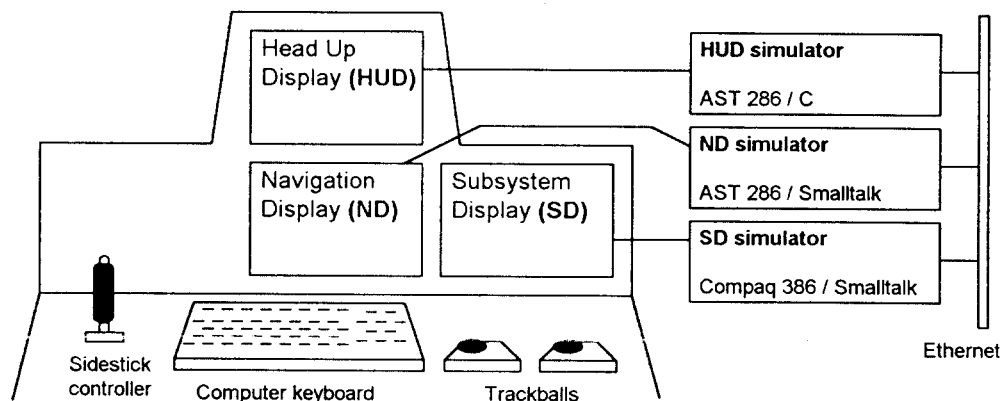 Head Up
Display (HUD)
HUD simulator
AST 286 / C
Navigation
Display (ND)
Subsystem
Display (SD)
ND simulator
AST 286 / Smalltalk
SD simulator
Compaq 386 / Smalltalk
Sidestick
controller
Computer keyboard
Trackballs
Ethernet